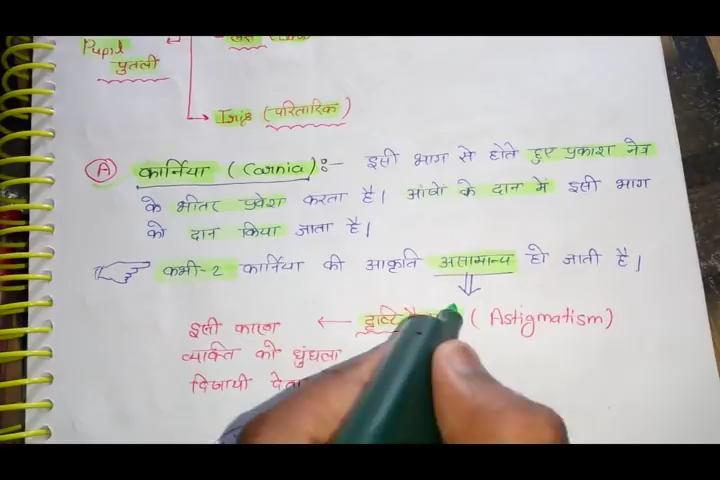 Pupil
पुतली
Iris (परितारिक)
(A) कार्निया (Carnia) :- इसी भाग से होते हुए प्रकाश नेत्र
के भीतर प्रवेश करता है। आंखों के दान में इसी भाग
को दान किया जाता है।
कभी-2 कार्निया की आकृति असामान्य हो जाती है।
(Astigmatism)
इसी कारण
व्यक्ति को धुंधला